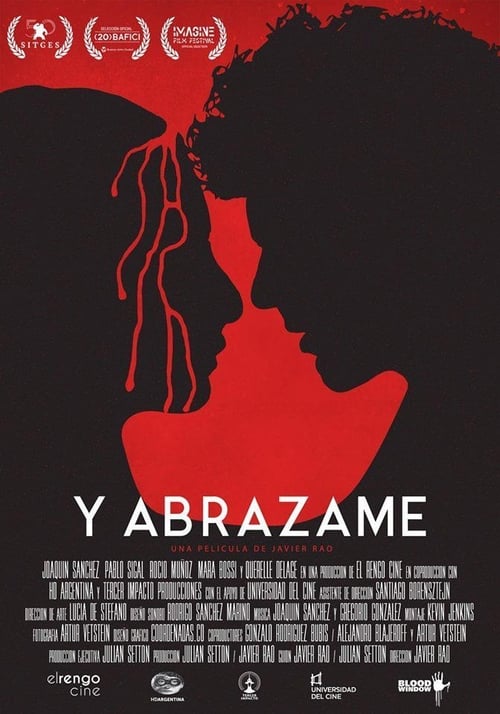 50
SITGES
SELECCIÓN OFICIAL
(20)BAFICI
IMAGINE
FILM FESTIVAL
Y ABRAZAME
UNA PELICULA DE JAVIER RAO
JOAQUIN SANCHEZ PABLO SIGAL ROCIO MUÑOZ MARA BOSSI Y QUERELLE DELAGE EN UNA PRODUCCION DE EL RENGO CINE EN COPRODUCCION CON
HD ARGENTINA Y TERCER IMPACTO PRODUCCIONES CON EL APOYO DE UNIVERSIDAD DEL CINE ASISTENTE DE DIRECCION SANTIAGO BORENSZTEJN
DIRECCION DE ARTE LUCIA DE STEFANO DISEÑO SONORO RODRIGO SANCHEZ MARINO MUSICA JOAQUIN SANCHEZ Y GREGORIO GONZALEZ MONTAJE KEVIN JENKINS
FOTOGRAFIA ARTUR VETSTEIN DISEÑO GRAFICO COORDENADAS CO COPRODUCTORES GONZALO RODRIGUEZ BUBIS / ALEJANDRO BLAJEROFF Y ARTUR VETSTEIN
PRODUCCION EJECUTIVA JULIAN SETTON PRODUCCION JULIAN SETTON / JAVIER RAO GUION JAVIER RAO / JULIAN SETTON DIRECCION JAVIER RAO
elrengo
cine
HDARGENTINA
TERCER
IMPACTO
UNIVERSIDAD
DEL CINE
BLOOD
WINDOW